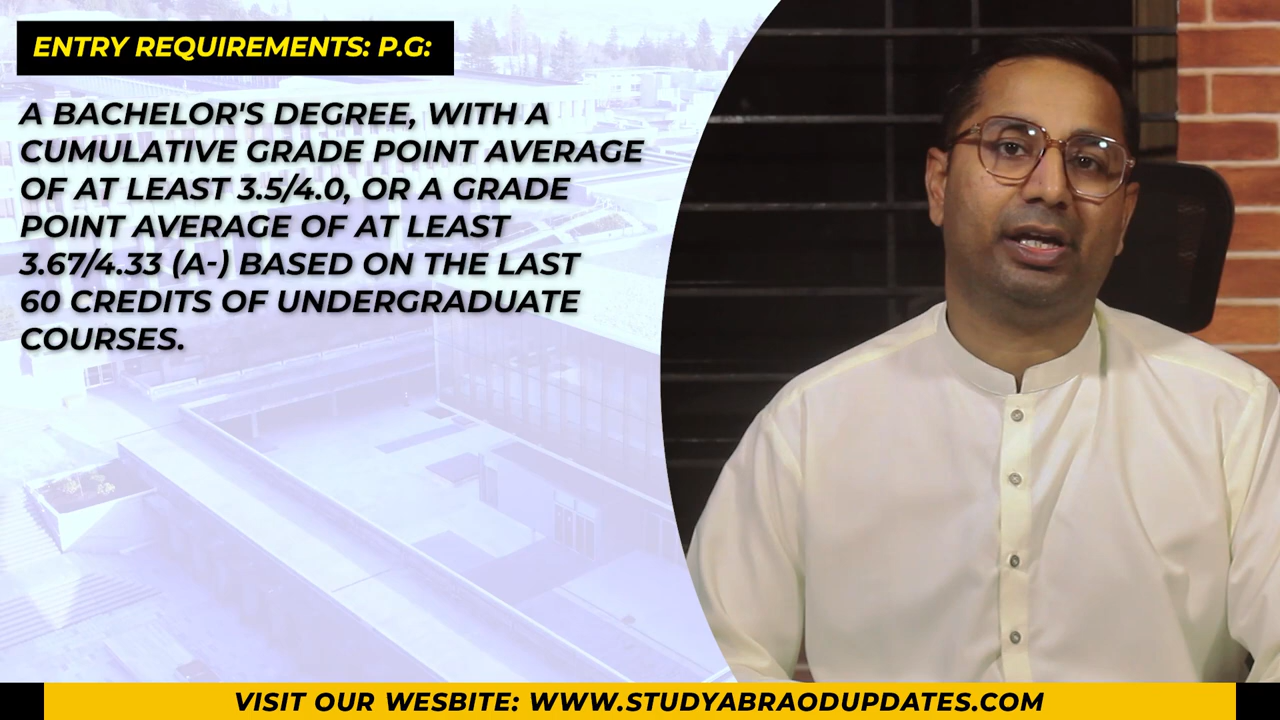 ENTRY REQUIREMENTS: P.G:
A BACHELOR'S DEGREE, WITH A
CUMULATIVE GRADE POINT AVERAGE
OF AT LEAST 3.5/4.0, OR A GRADE
POINT AVERAGE OF AT LEAST
3.67/4.33 (A-) BASED ON THE LAST
60 CREDITS OF UNDERGRADUATE
COURSES.
VISIT OUR WESBITE: WWW.STUDYABRAODUPDATES.COM